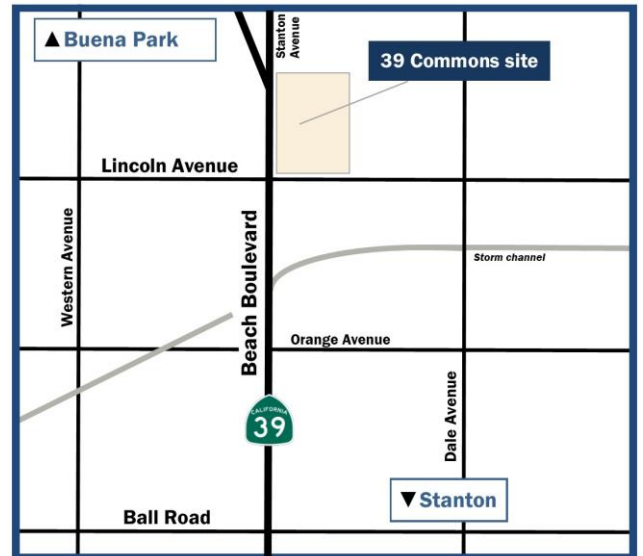 ▲ Buena Park
Stanton
Avenue
39 Commons site
Lincoln Avenue
Western Avenue
Beach Boulevard
Storm channel
Orange Avenue
CALIFORNIA
39
Dale Avenue
▼ Stanton
Ball Road